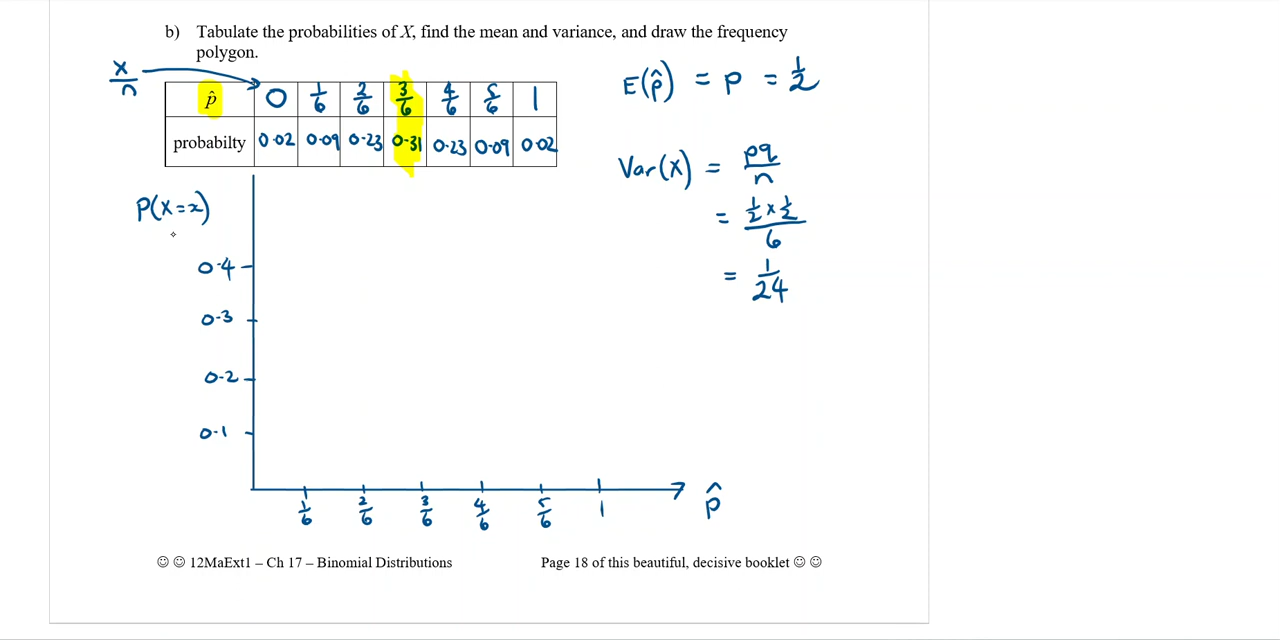 b) Tabulate the probabilities of X, find the mean and variance, and draw the frequency
polygon.
x/n
p̂ 0 1/6 2/6 3/6 4/6 5/6 1
probabilty 0.02 0.09 0.23 0.31 0.23 0.09 0.02
E(p̂) = p = 1/2
Var(X) = pq/n
= 1/2 × 1/2 / 6
= 1/24
P(X=x)
0.4
0.3
0.2
0.1
1/6 2/6 3/6 4/6 5/6 1 p̂
☺ ☺ 12MaExt1 – Ch 17 – Binomial Distributions Page 18 of this beautiful, decisive booklet ☺ ☺